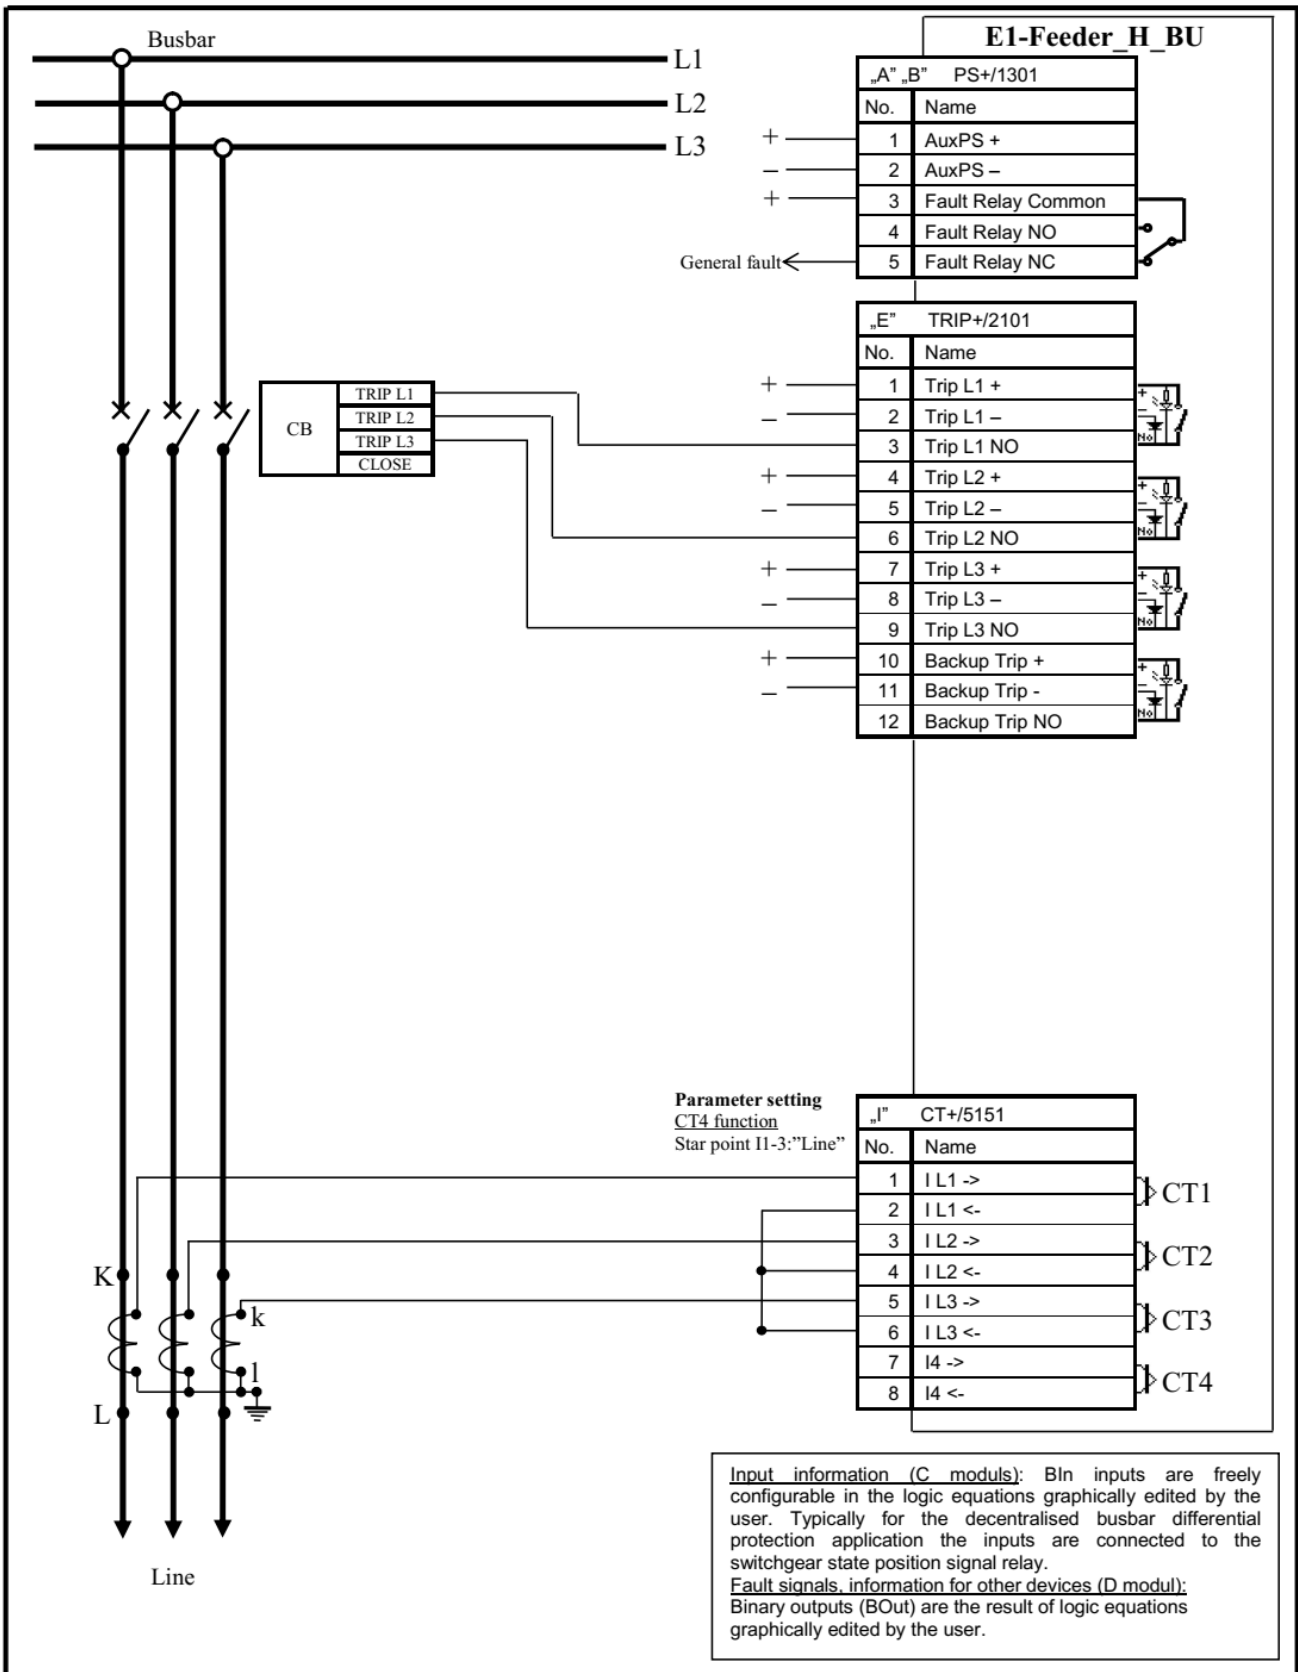 Busbar
L1
L2
L3
E1-Feeder_H_BU
„A” „B” PS+/1301
No. Name
+ 1 AuxPS +
– 2 AuxPS –
+ 3 Fault Relay Common
4 Fault Relay NO
General fault 5 Fault Relay NC
„E” TRIP+/2101
No. Name
+ 1 Trip L1 +
– 2 Trip L1 –
3 Trip L1 NO
+ 4 Trip L2 +
– 5 Trip L2 –
6 Trip L2 NO
+ 7 Trip L3 +
– 8 Trip L3 –
9 Trip L3 NO
+ 10 Backup Trip +
– 11 Backup Trip -
12 Backup Trip NO
+
–
No
+
–
No
+
–
No
+
–
No
CB
TRIP L1
TRIP L2
TRIP L3
CLOSE
Parameter setting
CT4 function
Star point I1-3:”Line”
„I” CT+/5151
No. Name
1 I L1 ->
2 I L1 <-
3 I L2 ->
4 I L2 <-
5 I L3 ->
6 I L3 <-
7 I4 ->
8 I4 <-
CT1
CT2
CT3
CT4
K
k
l
L
Line
Input information (C moduls): BIn inputs are freely
configurable in the logic equations graphically edited by the
user. Typically for the decentralised busbar differential
protection application the inputs are connected to the
switchgear state position signal relay.
Fault signals, information for other devices (D modul):
Binary outputs (BOut) are the result of logic equations
graphically edited by the user.